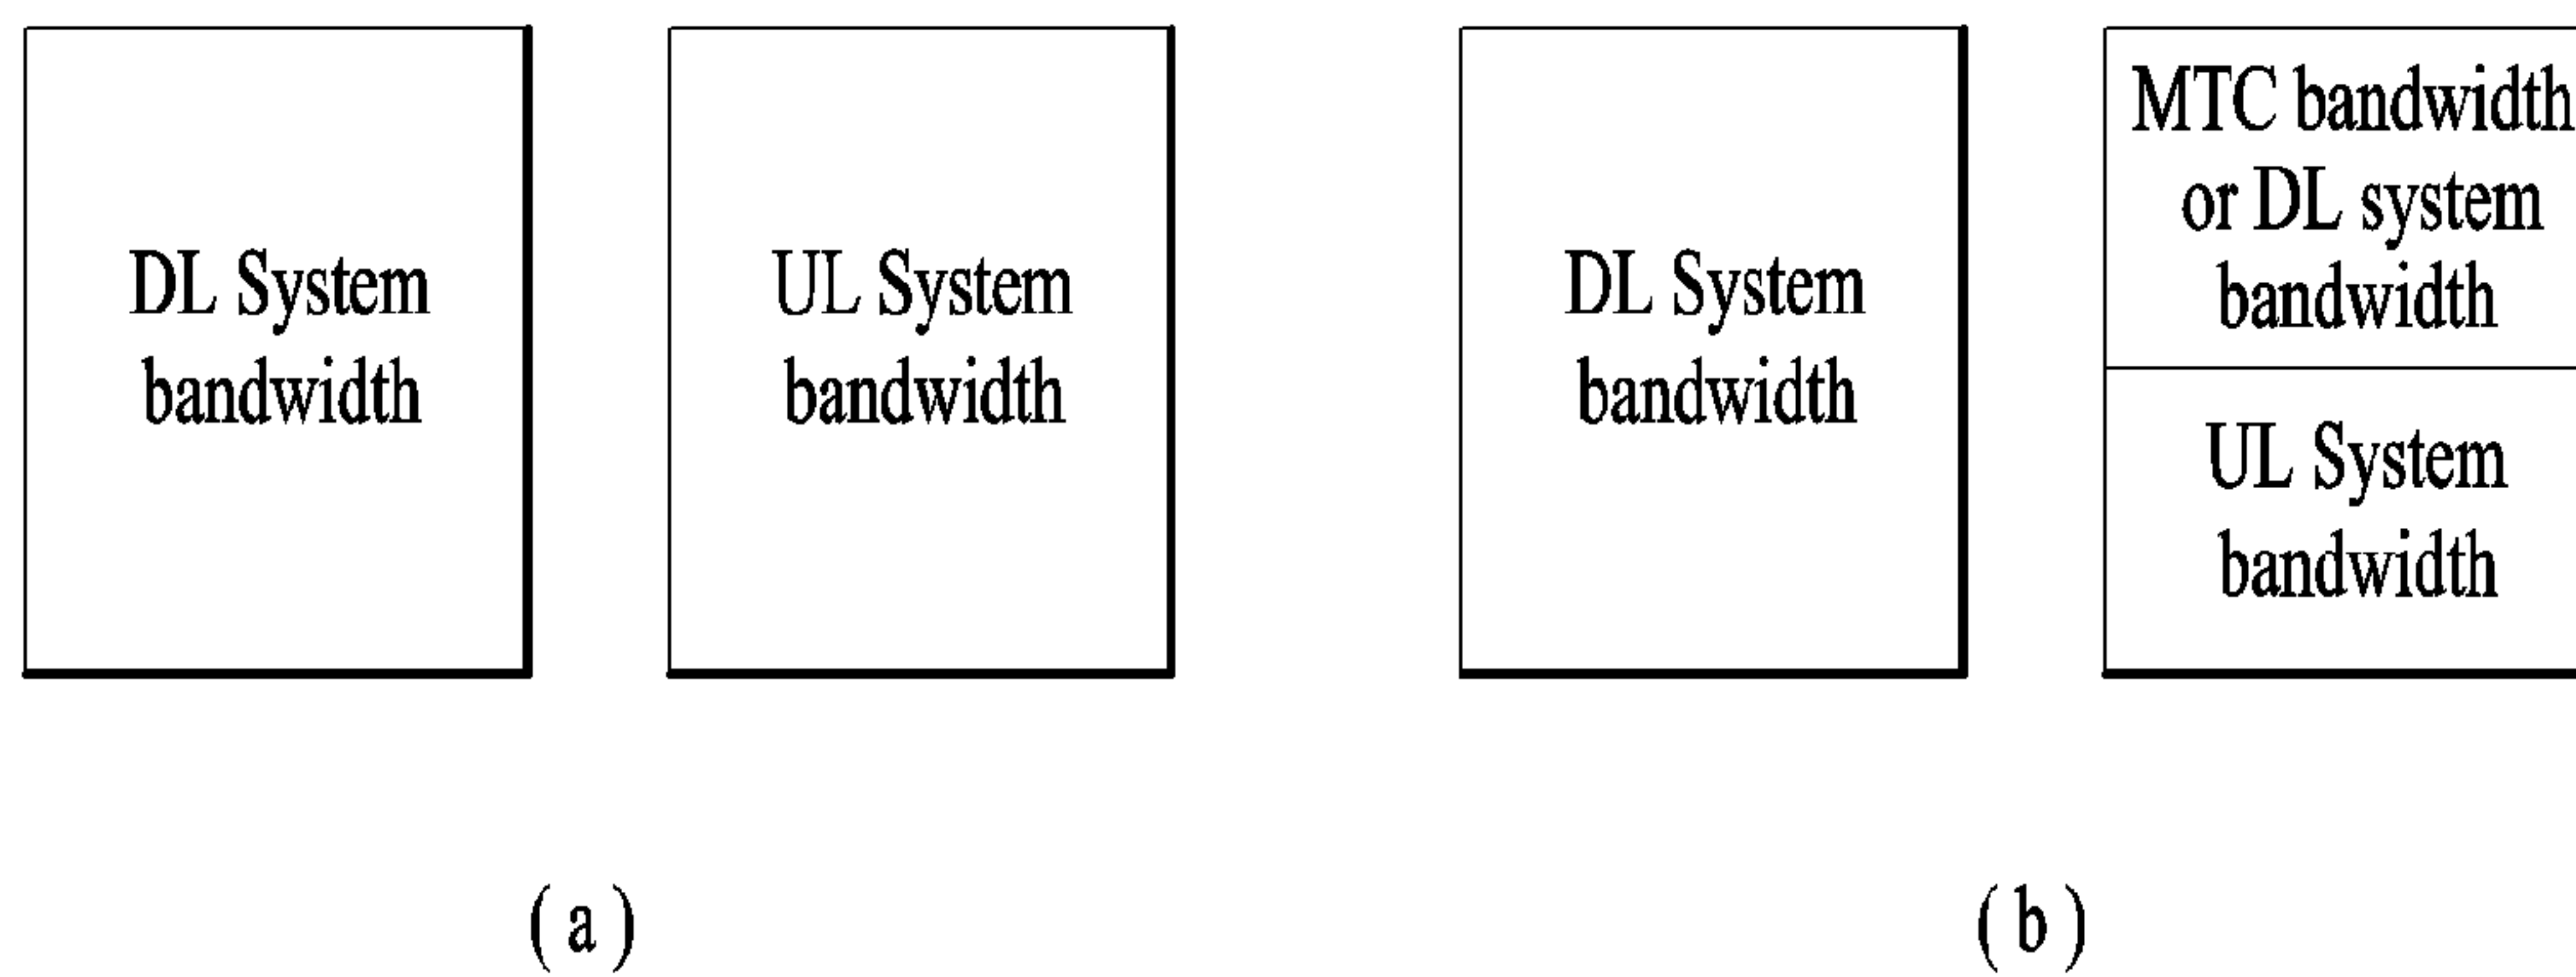 DL System
bandwidth
UL System
bandwidth
DL System
bandwidth
MTC bandwidth
or DL system
bandwidth
UL System
bandwidth
( a )
( b )